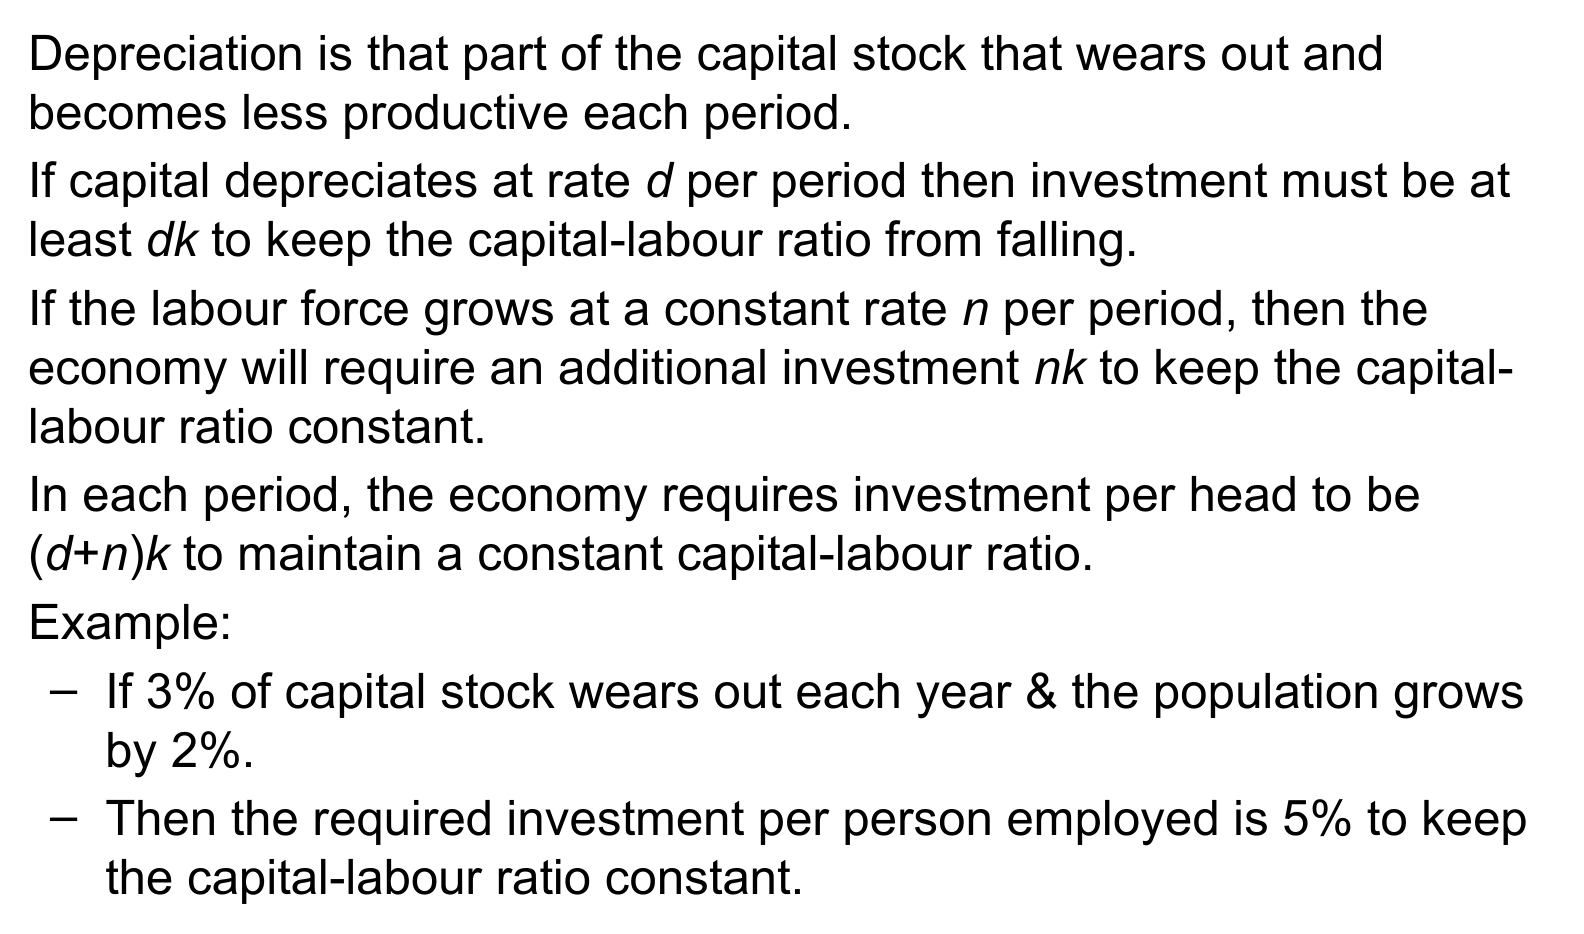 Depreciation is that part of the capital stock that wears out and
becomes less productive each period.
If capital depreciates at rate d per period then investment must be at
least dk to keep the capital-labour ratio from falling.
If the labour force grows at a constant rate n per period, then the
economy will require an additional investment nk to keep the capital-
labour ratio constant.
In each period, the economy requires investment per head to be
(d+n)k to maintain a constant capital-labour ratio.
Example:
– If 3% of capital stock wears out each year & the population grows
by 2%.
– Then the required investment per person employed is 5% to keep
the capital-labour ratio constant.